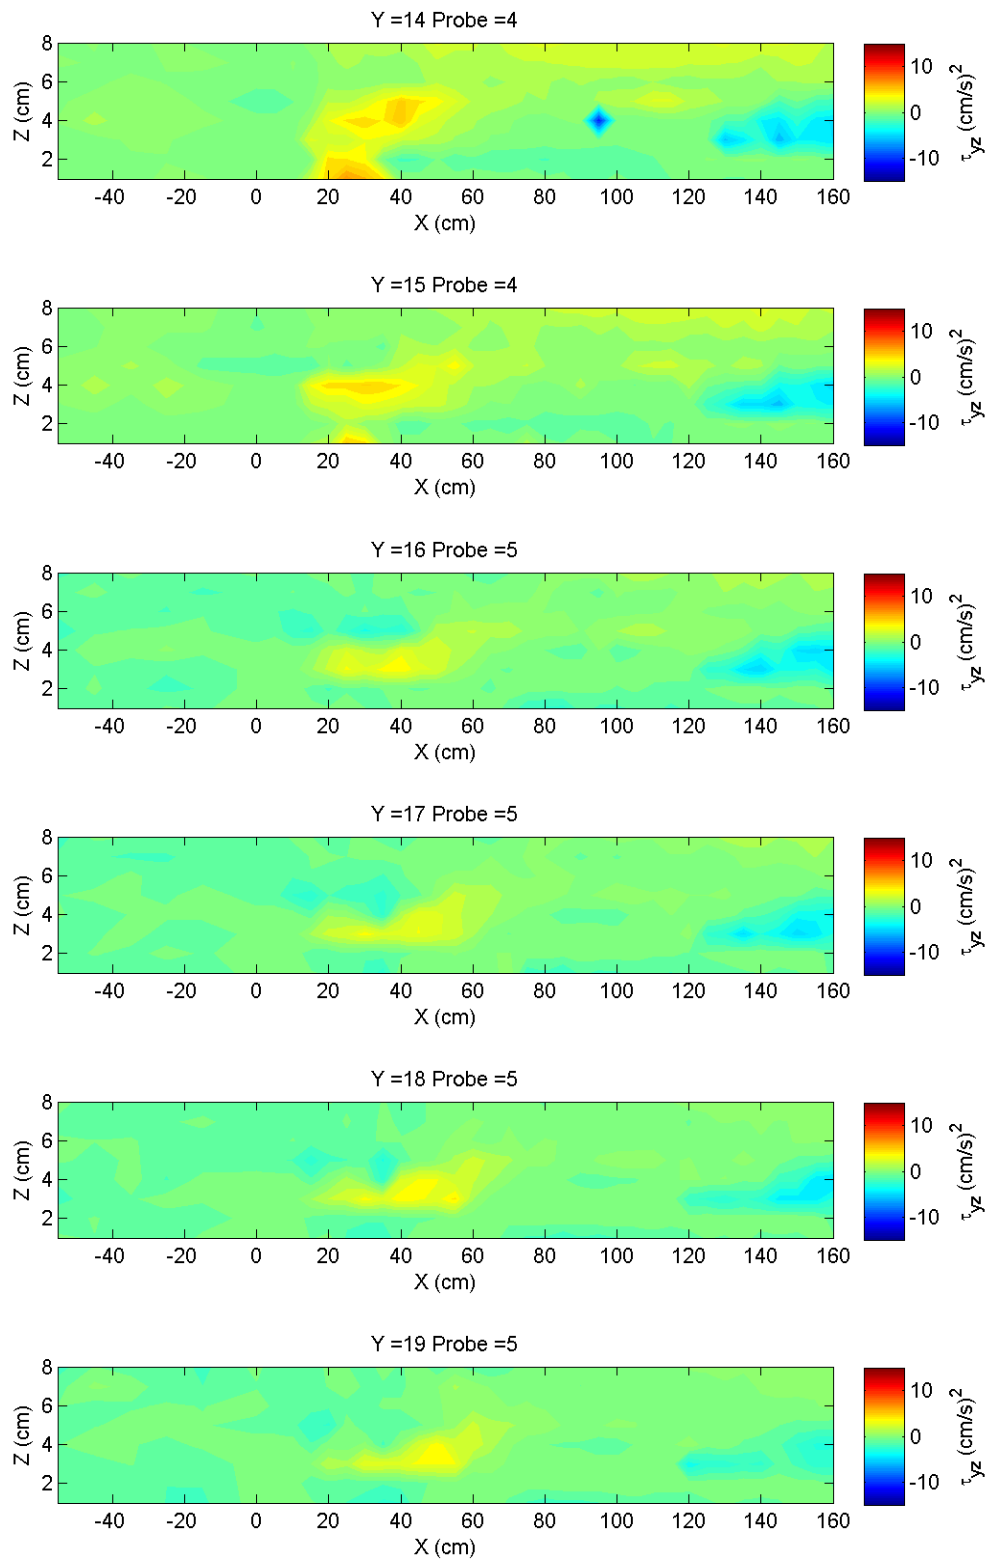 Y =14 Probe =4
8
6
4
2
Z (cm)
-40 -20 0 20 40 60 80 100 120 140 160
X (cm)
10
0
-10
τyz (cm/s)2
Y =15 Probe =4
8
6
4
2
Z (cm)
-40 -20 0 20 40 60 80 100 120 140 160
X (cm)
10
0
-10
τyz (cm/s)2
Y =16 Probe =5
8
6
4
2
Z (cm)
-40 -20 0 20 40 60 80 100 120 140 160
X (cm)
10
0
-10
τyz (cm/s)2
Y =17 Probe =5
8
6
4
2
Z (cm)
-40 -20 0 20 40 60 80 100 120 140 160
X (cm)
10
0
-10
τyz (cm/s)2
Y =18 Probe =5
8
6
4
2
Z (cm)
-40 -20 0 20 40 60 80 100 120 140 160
X (cm)
10
0
-10
τyz (cm/s)2
Y =19 Probe =5
8
6
4
2
Z (cm)
-40 -20 0 20 40 60 80 100 120 140 160
X (cm)
10
0
-10
τyz (cm/s)2